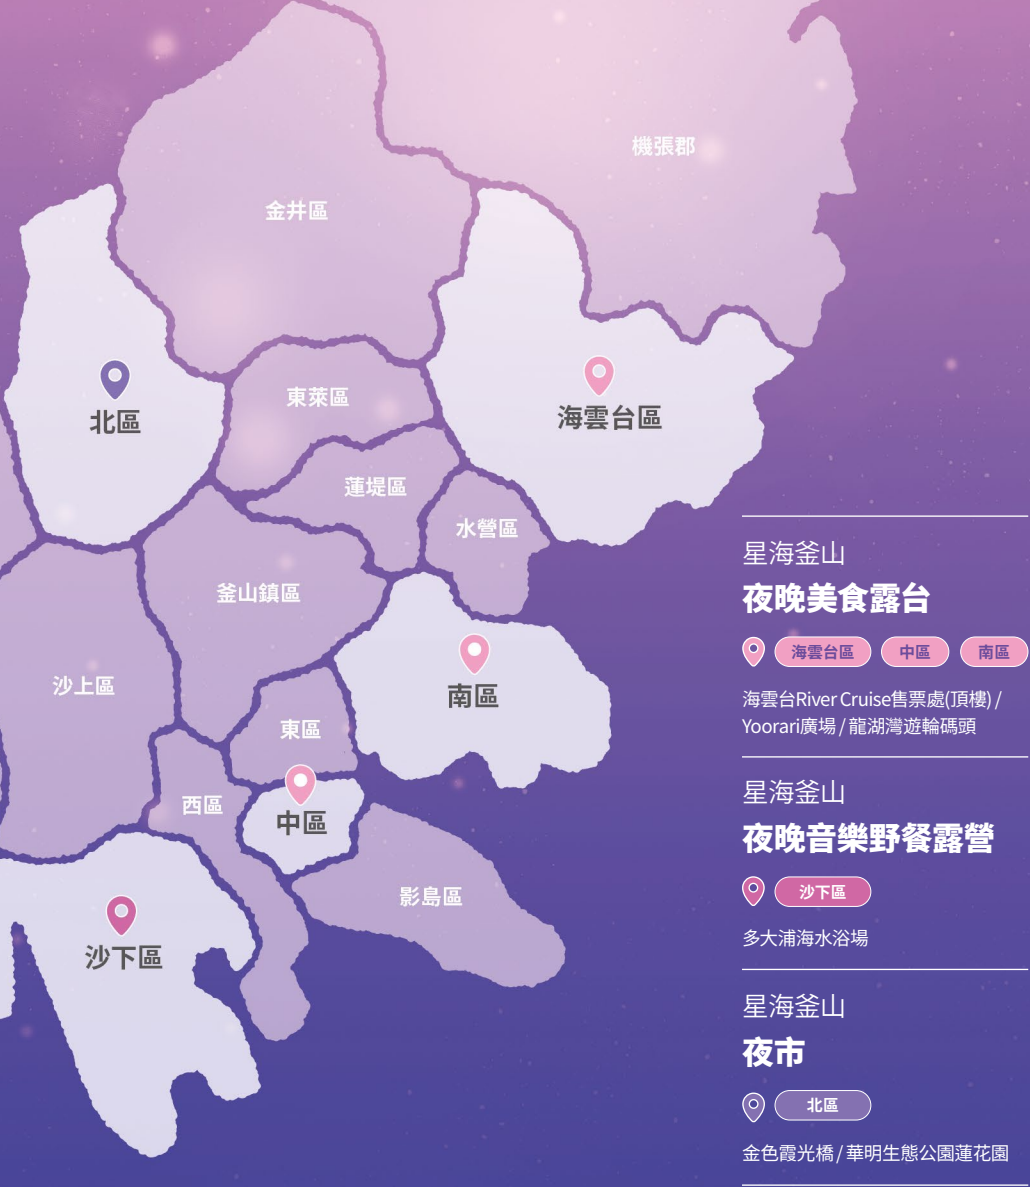 機張郡
金井區
東萊區
北區
海雲台區
蓮堤區
水營區
釜山鎮區
沙上區
南區
東區
西區
中區
影島區
沙下區
星海釜山
夜晚美食露台
海雲台區 中區 南區
海雲台River Cruise售票處(頂樓) /
Yoorari廣場 / 龍湖灣遊輪碼頭
星海釜山
夜晚音樂野餐露營
沙下區
多大浦海水浴場
星海釜山
夜市
北區
金色霞光橋 / 華明生態公園蓮花園